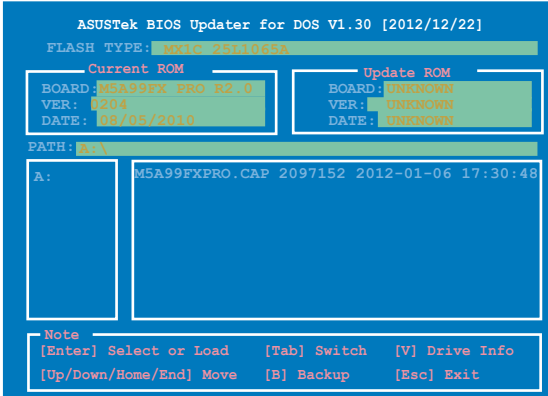 ASUSTek BIOS Updater for DOS V1.30 [2012/12/22]
FLASH TYPE: MXIC 25L1065A
Current ROM
BOARD: M5A99FX PRO R2.0
VER: 0204
DATE: 08/05/2010
Update ROM
BOARD: UNKNOWN
VER: UNKNOWN
DATE: UNKNOWN
PATH: A:\
A:
M5A99FXPRO.CAP 2097152 2012-01-06 17:30:48
Note
[Enter] Select or Load [Tab] Switch [V] Drive Info
[Up/Down/Home/End] Move [B] Backup [Esc] Exit